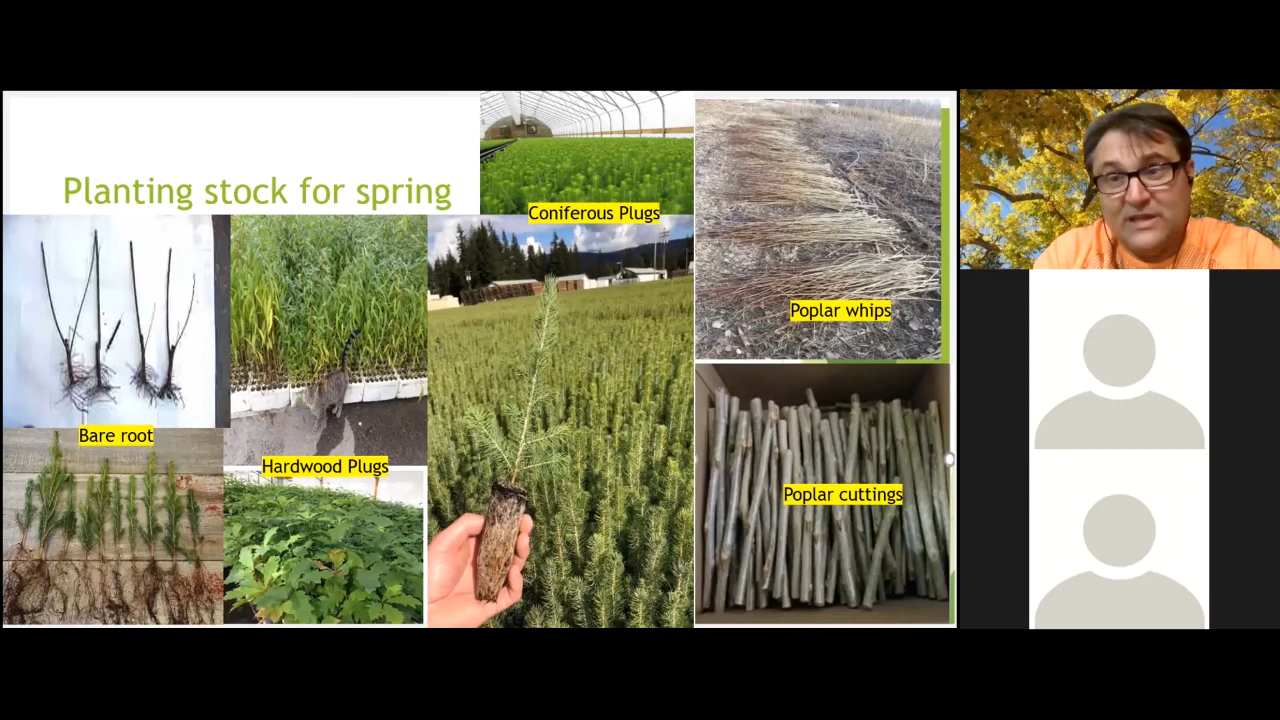 Planting stock for spring
Coniferous Plugs
Poplar whips
Bare root
Hardwood Plugs
Poplar cuttings